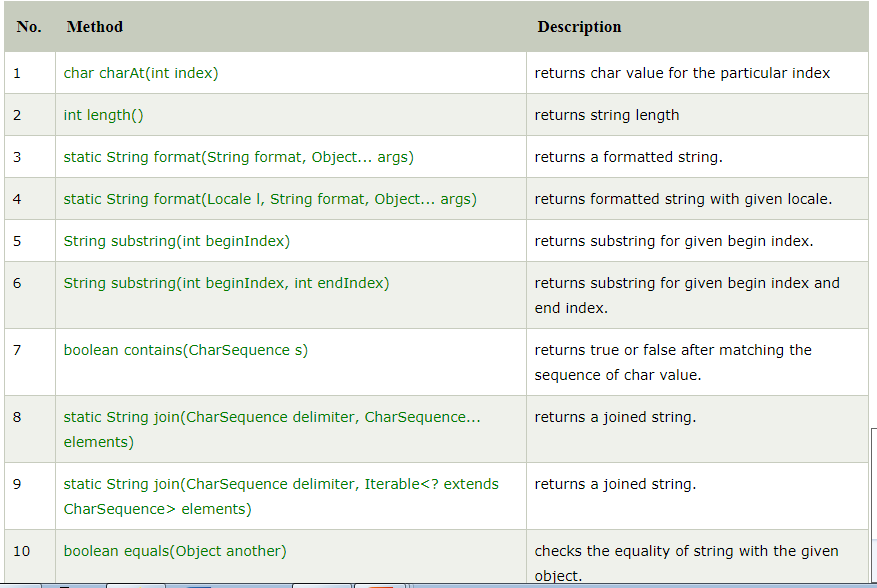 No. Method Description
1 char charAt(int index) returns char value for the particular index
2 int length() returns string length
3 static String format(String format, Object... args) returns a formatted string.
4 static String format(Locale l, String format, Object... args) returns formatted string with given locale.
5 String substring(int beginIndex) returns substring for given begin index.
6 String substring(int beginIndex, int endIndex) returns substring for given begin index and
end index.
7 boolean contains(CharSequence s) returns true or false after matching the
sequence of char value.
8 static String join(CharSequence delimiter, CharSequence... returns a joined string.
elements)
9 static String join(CharSequence delimiter, Iterable<? extends returns a joined string.
CharSequence> elements)
10 boolean equals(Object another) checks the equality of string with the given
object.